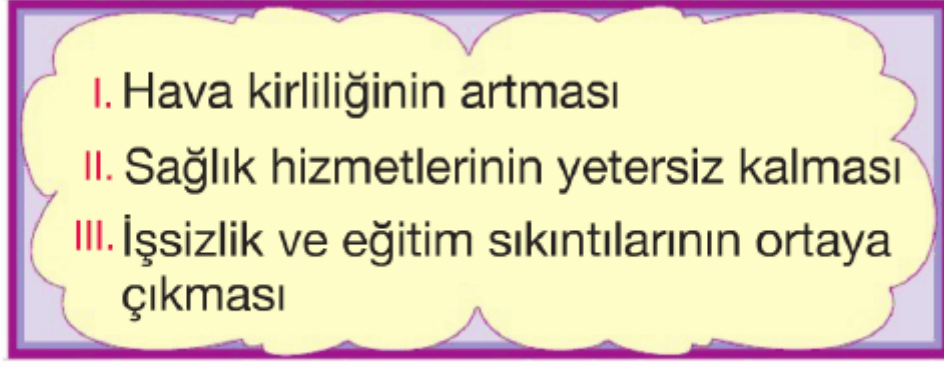 I. Hava kirliliğinin artması
II. Sağlık hizmetlerinin yetersiz kalması
III. İşsizlik ve eğitim sıkıntılarının ortaya
çıkması